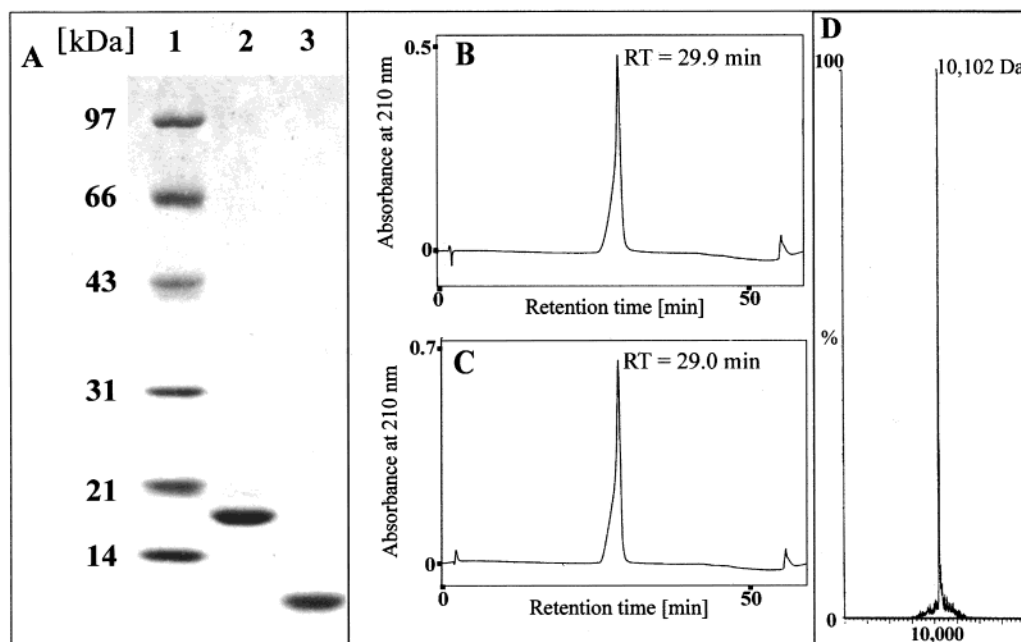 A
[kDa] 1 2 3
97
66
43
31
21
14
B
RT = 29.9 min
Absorbance at 210 nm
0.5
0
0 50
Retention time [min]
C
RT = 29.0 min
Absorbance at 210 nm
0.7
0
0 50
Retention time [min]
D
100
10,102 Da
%
0
10,000